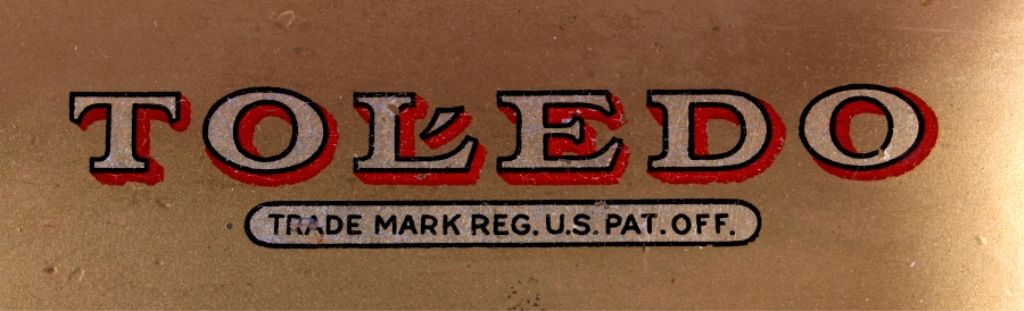 TOLEDO
TRADE MARK REG. U.S. PAT. OFF.